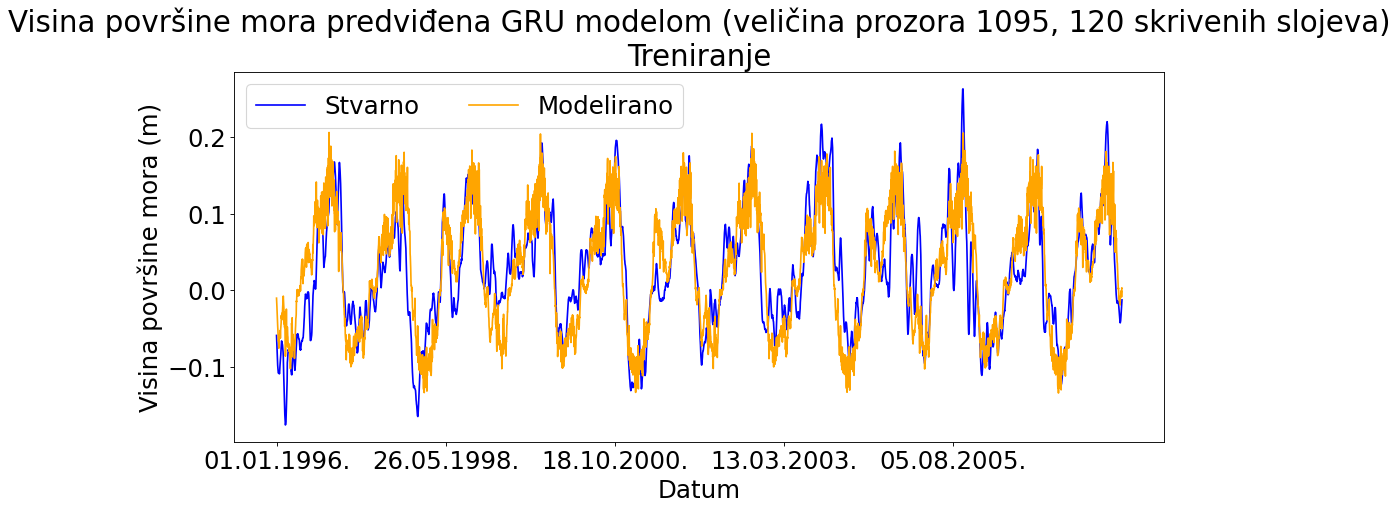 Visina površine mora predviđena GRU modelom (veličina prozora 1095, 120 skrivenih slojeva)
Treniranje
Stvarno
Modelirano
Visina površine mora (m)
0.2
0.1
0.0
−0.1
01.01.1996.
26.05.1998.
18.10.2000.
13.03.2003.
05.08.2005.
Datum